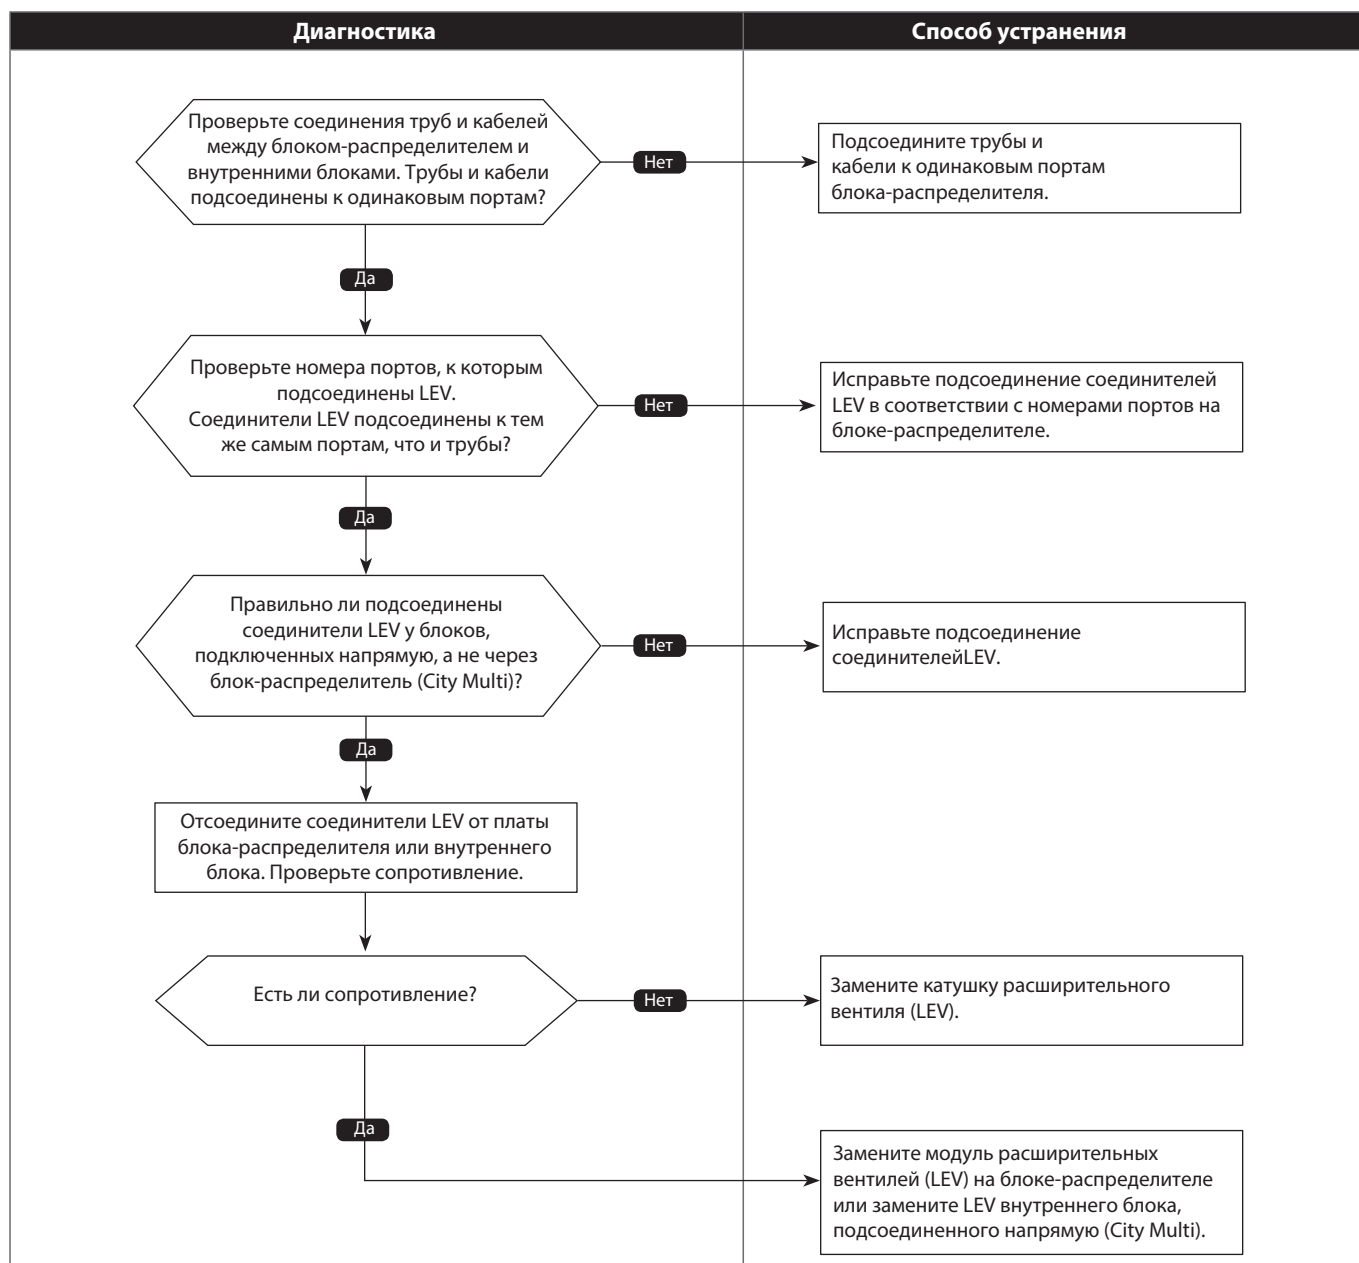 Диагностика
Способ устранения
Проверьте соединения труб и кабелей
между блоком-распределителем и
внутренними блоками. Трубы и кабели
подсоединены к одинаковым портам?
Нет
Подсоедините трубы и
кабели к одинаковым портам
блока-распределителя.
Да
Проверьте номера портов, к которым
подсоединены LEV.
Соединители LEV подсоединены к тем
же самым портам, что и трубы?
Нет
Исправьте подсоединение соединителей
LEV в соответствии с номерами портов на
блоке-распределителе.
Да
Правильно ли подсоединены
соединители LEV у блоков,
подключенных напрямую, а не через
блок-распределитель (City Multi)?
Нет
Исправьте подсоединение
соединителейLEV.
Да
Отсоедините соединители LEV от платы
блока-распределителя или внутреннего
блока. Проверьте сопротивление.
Есть ли сопротивление?
Нет
Замените катушку расширительного
вентиля (LEV).
Да
Замените модуль расширительных
вентилей (LEV) на блоке-распределителе
или замените LEV внутреннего блока,
подсоединенного напрямую (City Multi).